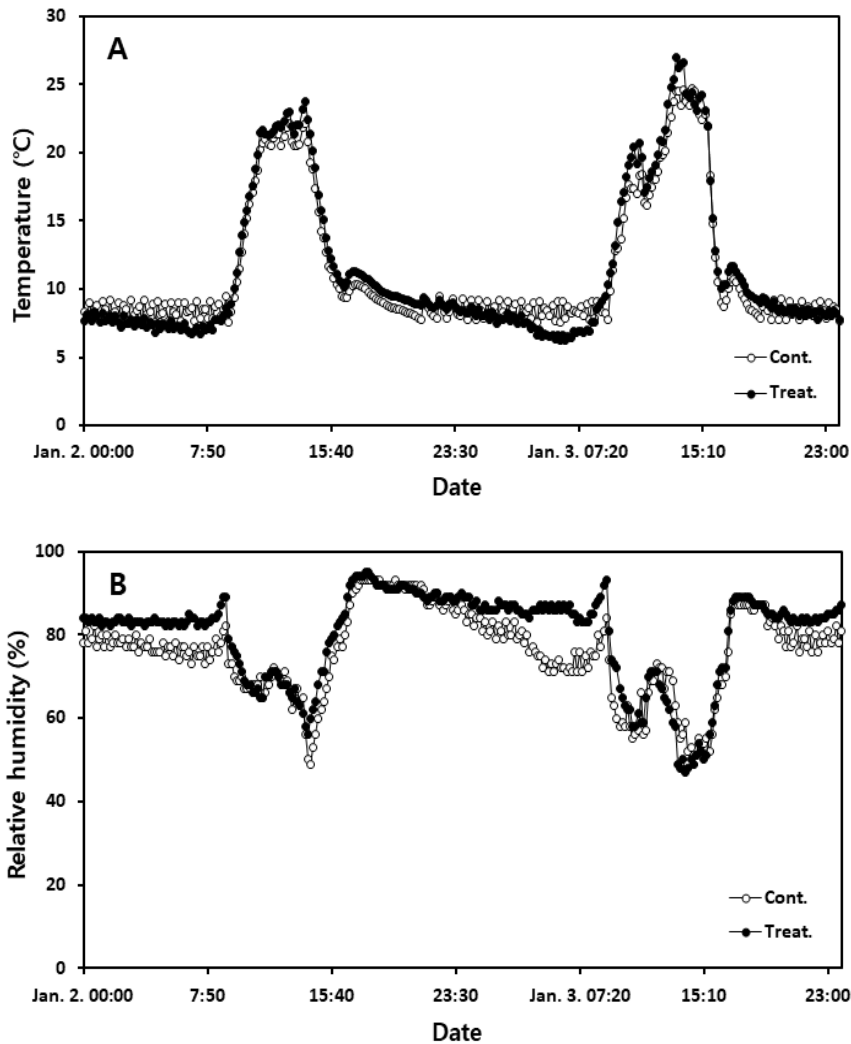 A
Temperature (℃)
30
25
20
15
10
5
0
Cont.
Treat.
Jan. 2. 00:00 7:50 15:40 23:30 Jan. 3. 07:20 15:10 23:00
Date
B
Relative humidity (%)
100
80
60
40
20
0
Cont.
Treat.
Jan. 2. 00:00 7:50 15:40 23:30 Jan. 3. 07:20 15:10 23:00
Date